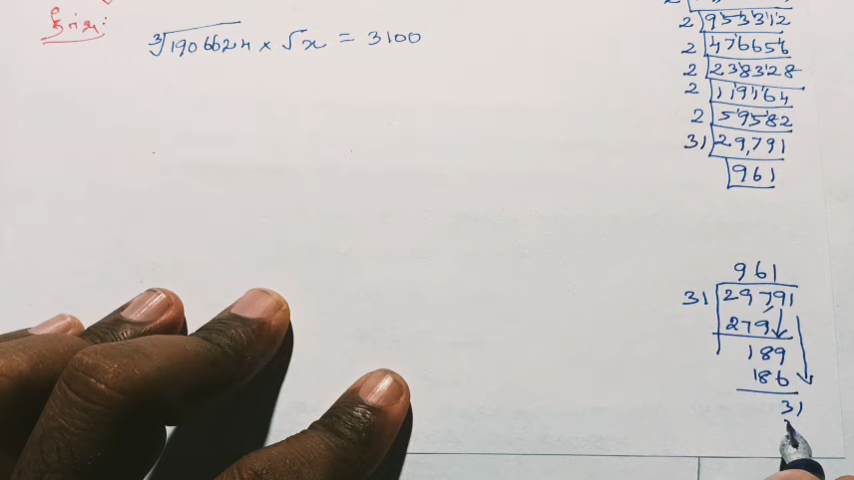 தீர்வு:
∛1906624 × √x = 3100
2 | 953312
2 | 476656
2 | 238328
2 | 119164
2 | 59582
31 | 29,791
961
961
31 | 29791
279
189
186
31